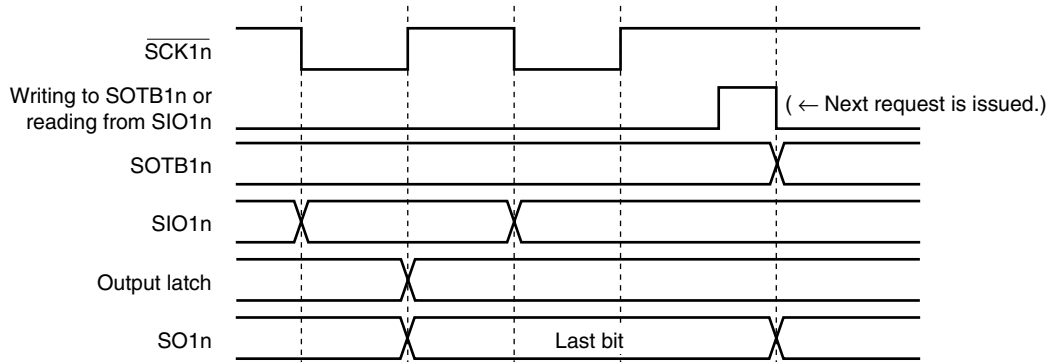 SCK1n
Writing to SOTB1n or
reading from SIO1n
( ← Next request is issued.)
SOTB1n
SIO1n
Output latch
SO1n
Last bit